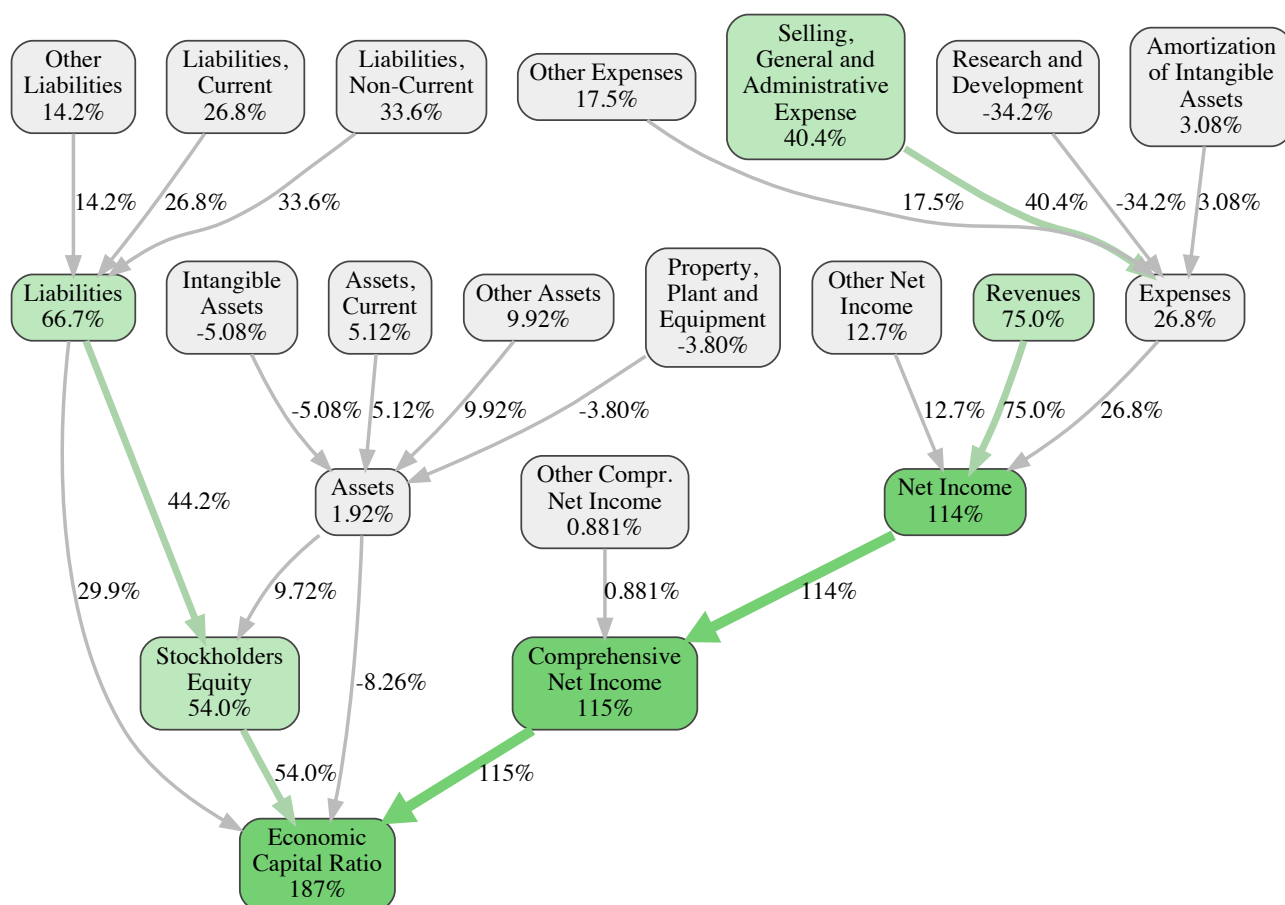 Other
Liabilities
14.2%
Liabilities,
Current
26.8%
Liabilities,
Non-Current
33.6%
Other Expenses
17.5%
Selling,
General and
Administrative
Expense
40.4%
Research and
Development
-34.2%
Amortization
of Intangible
Assets
3.08%
14.2%
26.8%
33.6%
17.5%
40.4%
-34.2%
3.08%
Liabilities
66.7%
Intangible
Assets
-5.08%
Assets,
Current
5.12%
Other Assets
9.92%
Property,
Plant and
Equipment
-3.80%
Other Net
Income
12.7%
Revenues
75.0%
Expenses
26.8%
-5.08%
5.12%
9.92%
-3.80%
12.7%
75.0%
26.8%
44.2%
Assets
1.92%
Other Compr.
Net Income
0.881%
Net Income
114%
29.9%
9.72%
0.881%
114%
Stockholders
Equity
54.0%
-8.26%
Comprehensive
Net Income
115%
54.0%
115%
Economic
Capital Ratio
187%